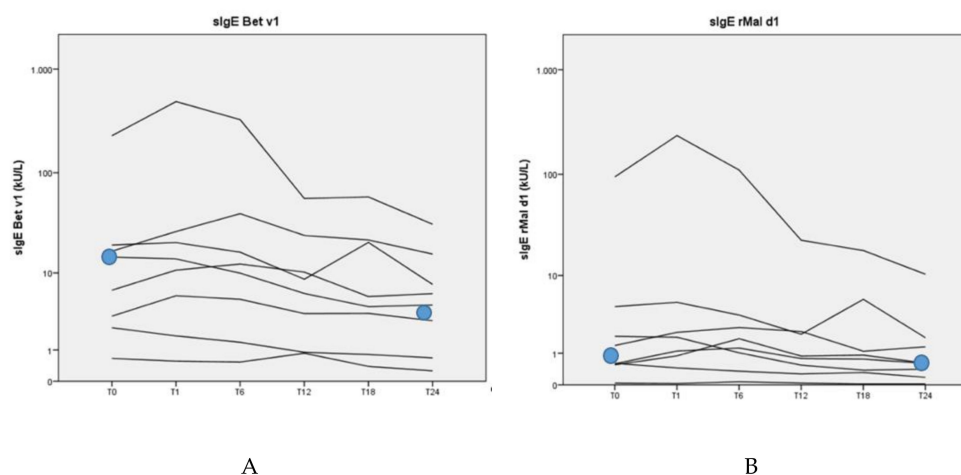 sIgE Bet v1
1.000
100
10
1
0
sIgE Bet v1 (kU/L)
T0 T1 T6 T12 T18 T24
A
sIgE rMal d1
1.000
100
10
1
0
sIgE rMal d1 (kU/L)
T0 T1 T6 T12 T18 T24
B